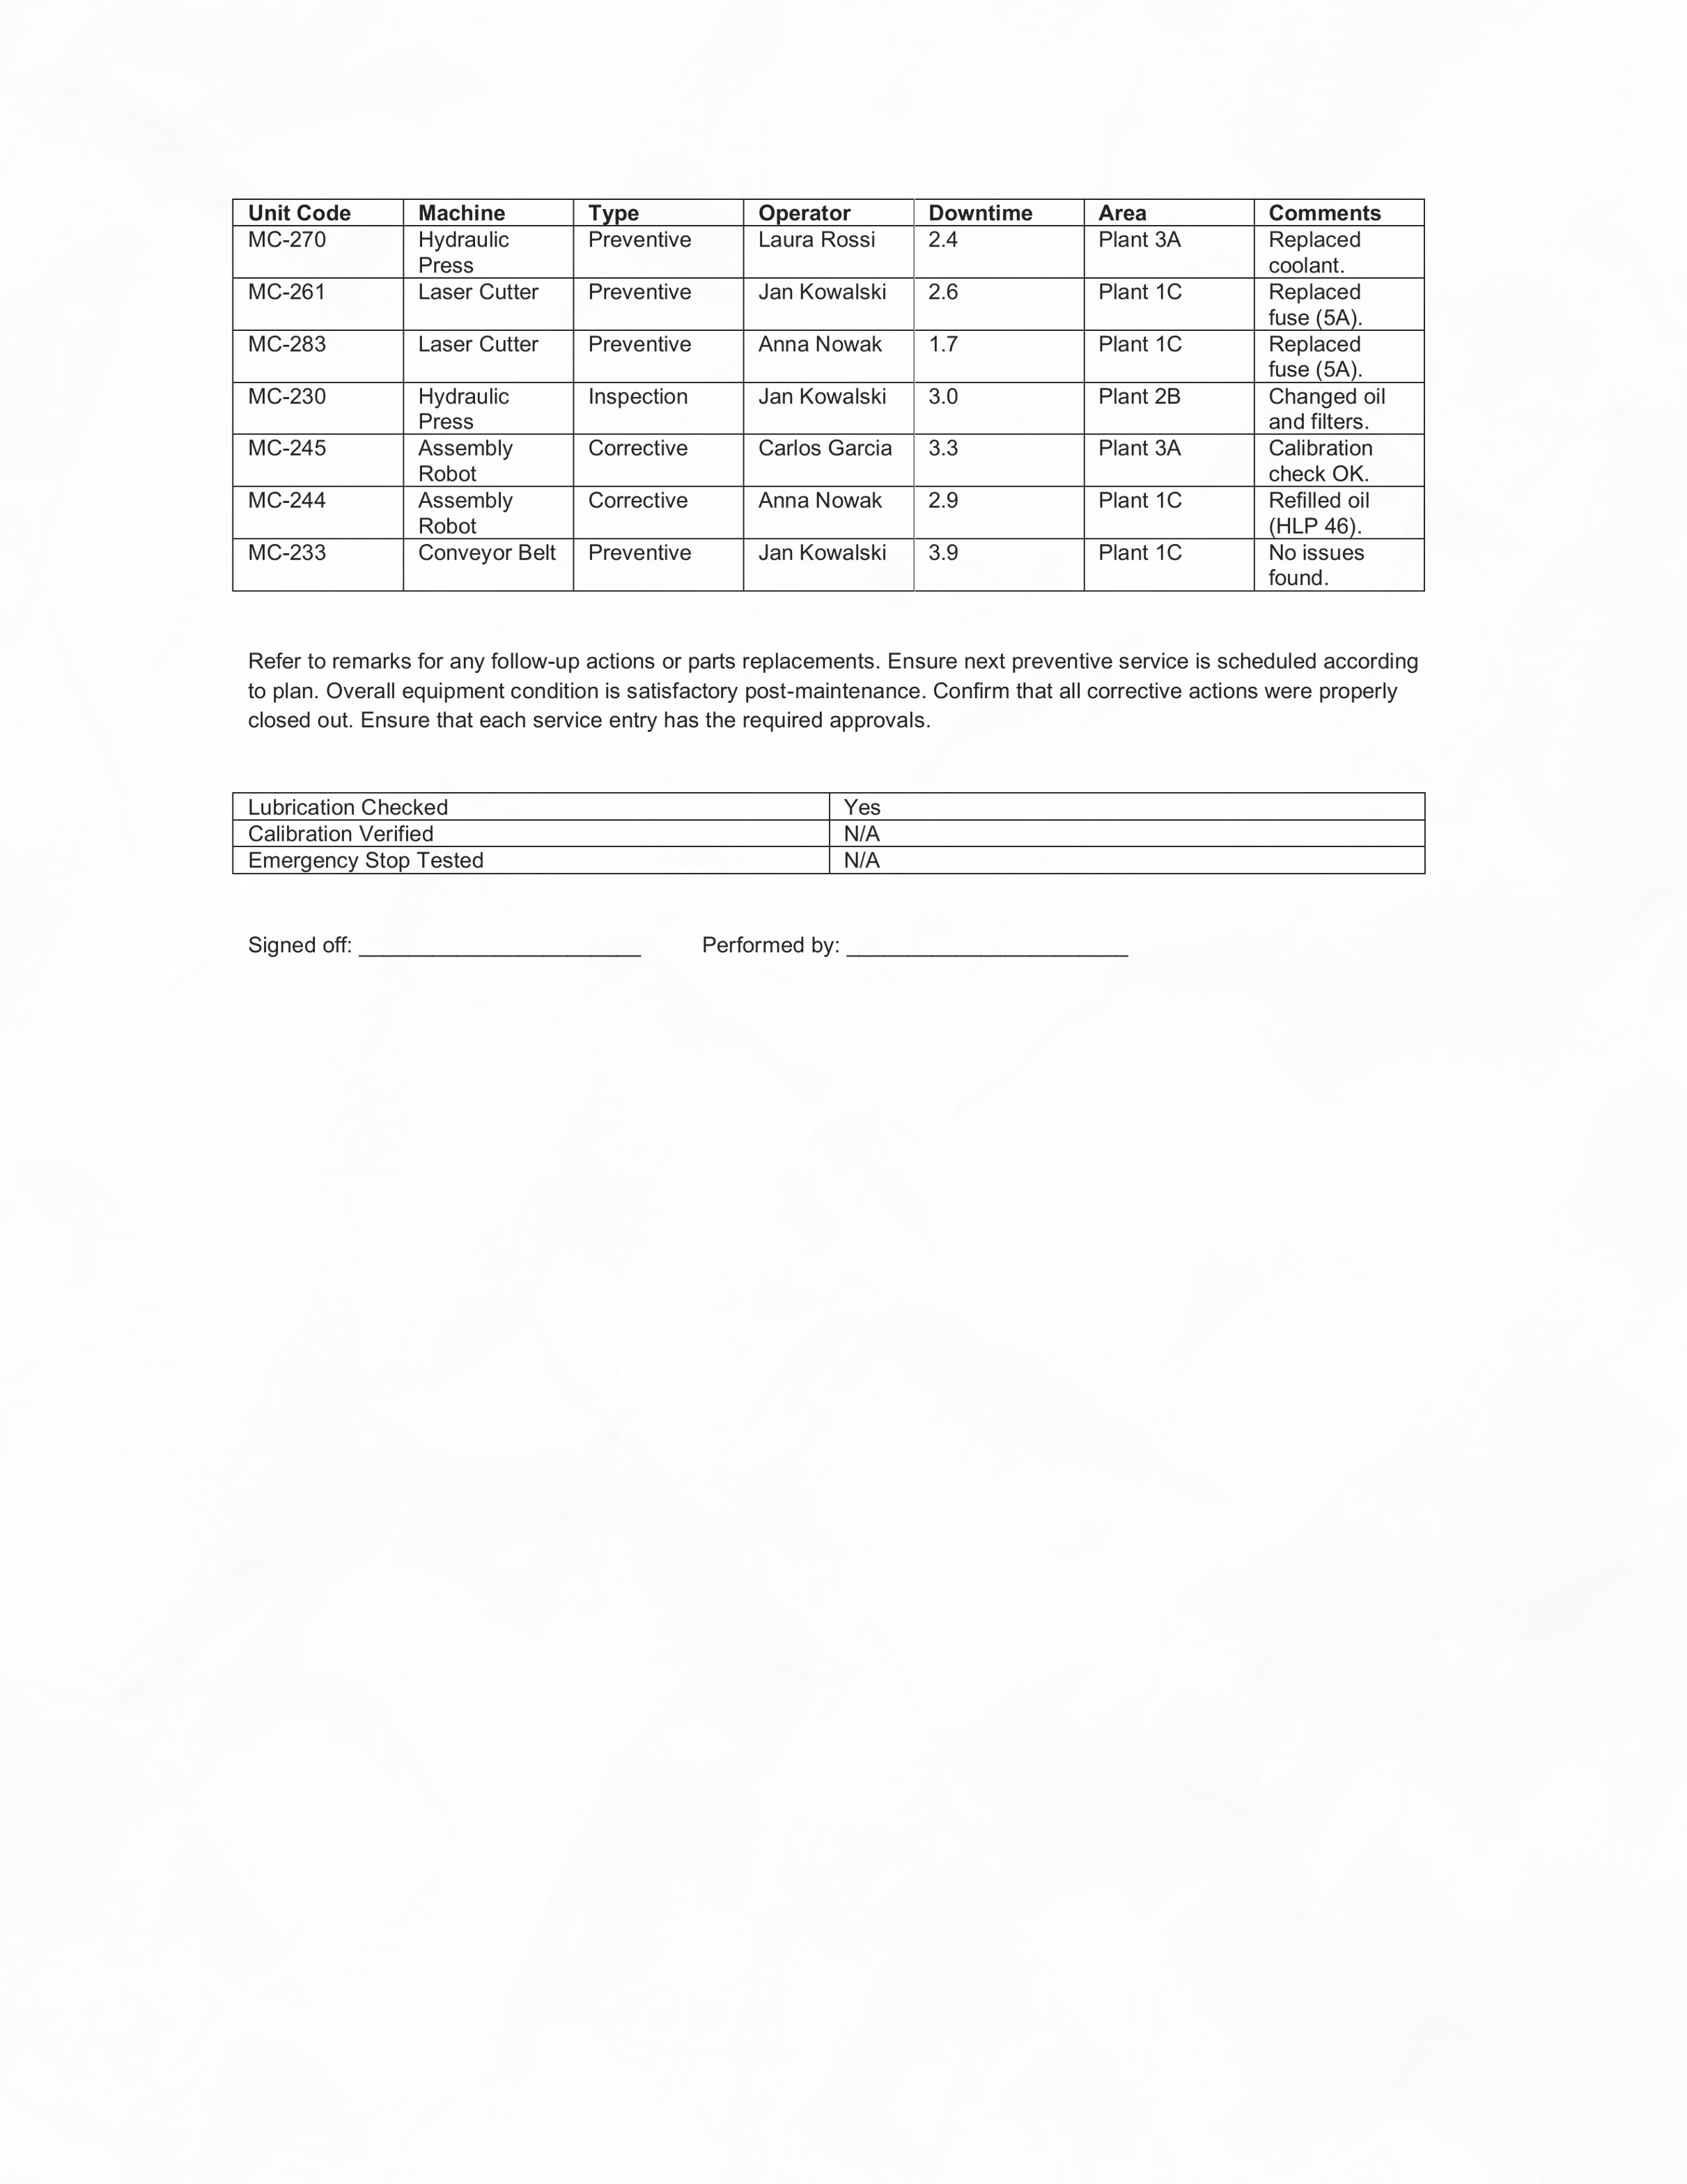 Unit Code Machine Type Operator Downtime Area Comments
MC-270 Hydraulic Press Preventive Laura Rossi 2.4 Plant 3A Replaced coolant.
MC-261 Laser Cutter Preventive Jan Kowalski 2.6 Plant 1C Replaced fuse (5A).
MC-283 Laser Cutter Preventive Anna Nowak 1.7 Plant 1C Replaced fuse (5A).
MC-230 Hydraulic Press Inspection Jan Kowalski 3.0 Plant 2B Changed oil and filters.
MC-245 Assembly Robot Corrective Carlos Garcia 3.3 Plant 3A Calibration check OK.
MC-244 Assembly Robot Corrective Anna Nowak 2.9 Plant 1C Refilled oil (HLP 46).
MC-233 Conveyor Belt Preventive Jan Kowalski 3.9 Plant 1C No issues found.
Refer to remarks for any follow-up actions or parts replacements. Ensure next preventive service is scheduled according
to plan. Overall equipment condition is satisfactory post-maintenance. Confirm that all corrective actions were properly
closed out. Ensure that each service entry has the required approvals.
Lubrication Checked Yes
Calibration Verified N/A
Emergency Stop Tested N/A
Signed off: _______________________ Performed by: _______________________